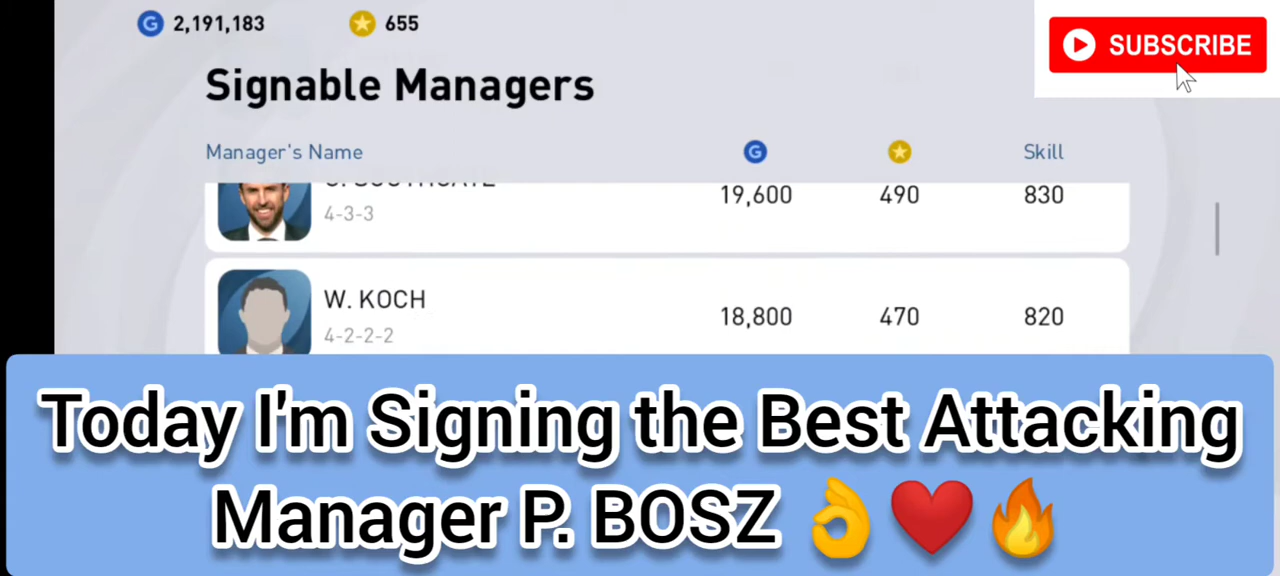 G 2,191,183 655
SUBSCRIBE
Signable Managers
Manager's Name G Skill
19,600 490 830
4-3-3
W. KOCH
18,800 470 820
4-2-2-2
Today I'm Signing the Best Attacking
Manager P. BOSZ 👌❤️🔥